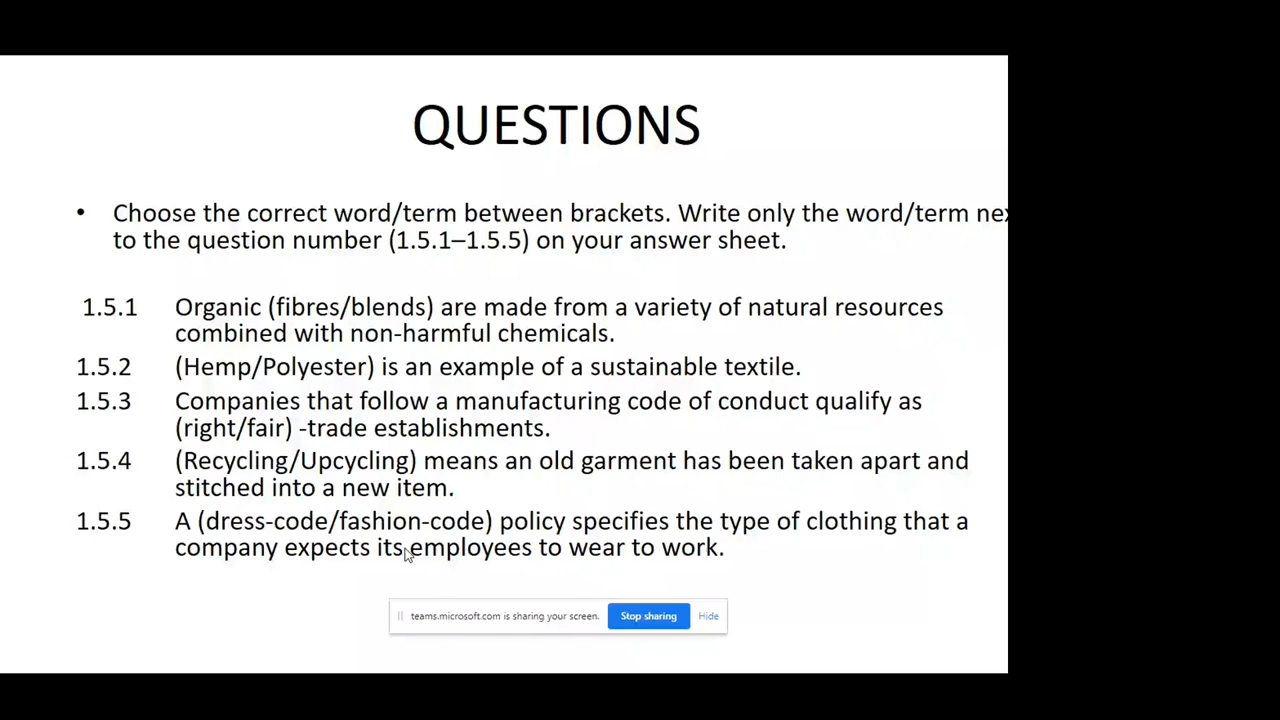 QUESTIONS
• Choose the correct word/term between brackets. Write only the word/term nex
to the question number (1.5.1–1.5.5) on your answer sheet.
1.5.1 Organic (fibres/blends) are made from a variety of natural resources
combined with non-harmful chemicals.
1.5.2 (Hemp/Polyester) is an example of a sustainable textile.
1.5.3 Companies that follow a manufacturing code of conduct qualify as
(right/fair) -trade establishments.
1.5.4 (Recycling/Upcycling) means an old garment has been taken apart and
stitched into a new item.
1.5.5 A (dress-code/fashion-code) policy specifies the type of clothing that a
company expects its employees to wear to work.
teams.microsoft.com is sharing your screen. Stop sharing Hide